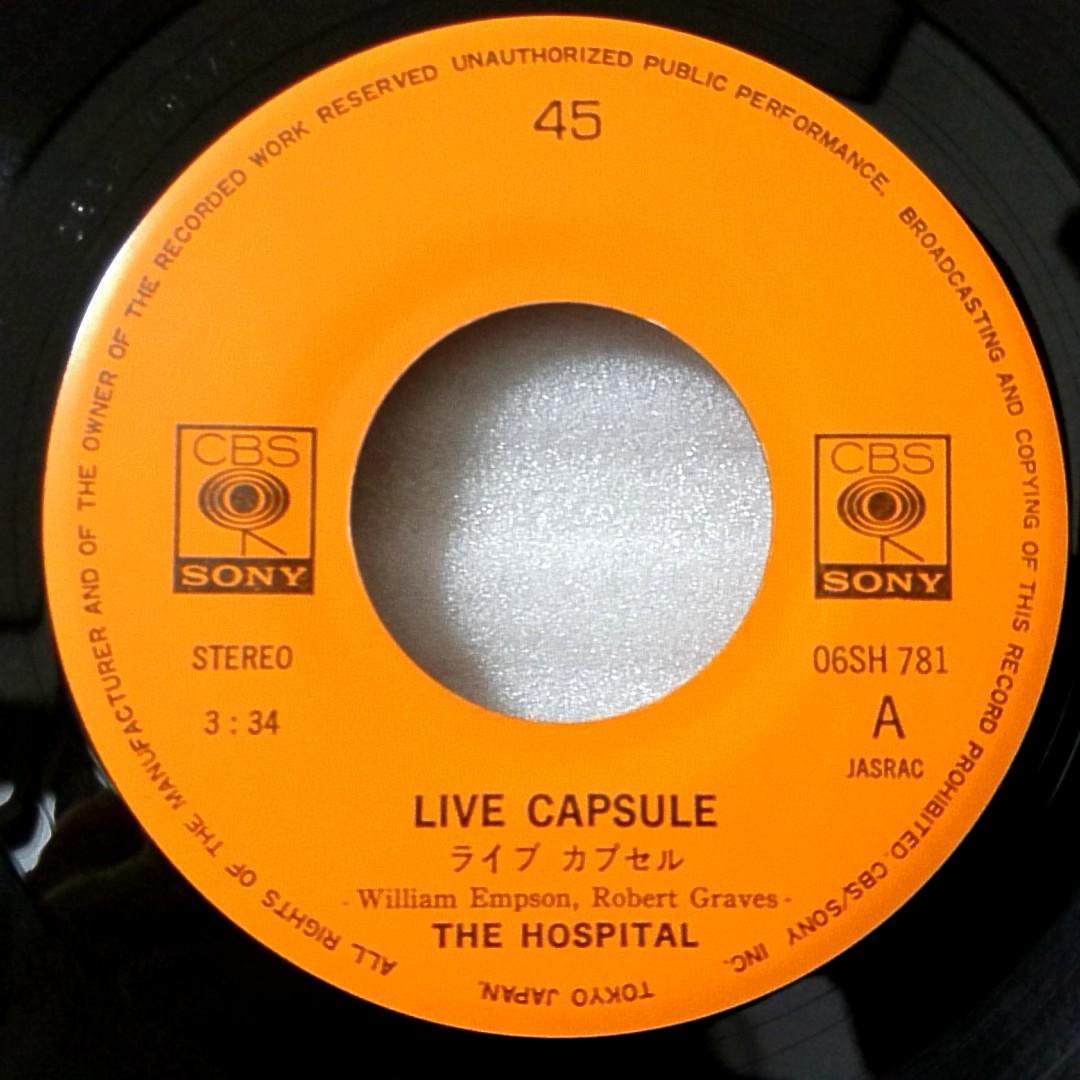 ALL RIGHTS OF THE MANUFACTURER AND OF THE OWNER OF THE RECORDED WORK RESERVED UNAUTHORIZED PUBLIC PERFORMANCE, BROADCASTING AND COPYING OF THIS RECORD PROHIBITED. CBS/SONY INC. TOKYO JAPAN.
45
CBS
SONY
CBS
SONY
STEREO
3:34
06SH 781
A
JASRAC
LIVE CAPSULE
ライブ カプセル
- William Empson, Robert Graves -
THE HOSPITAL